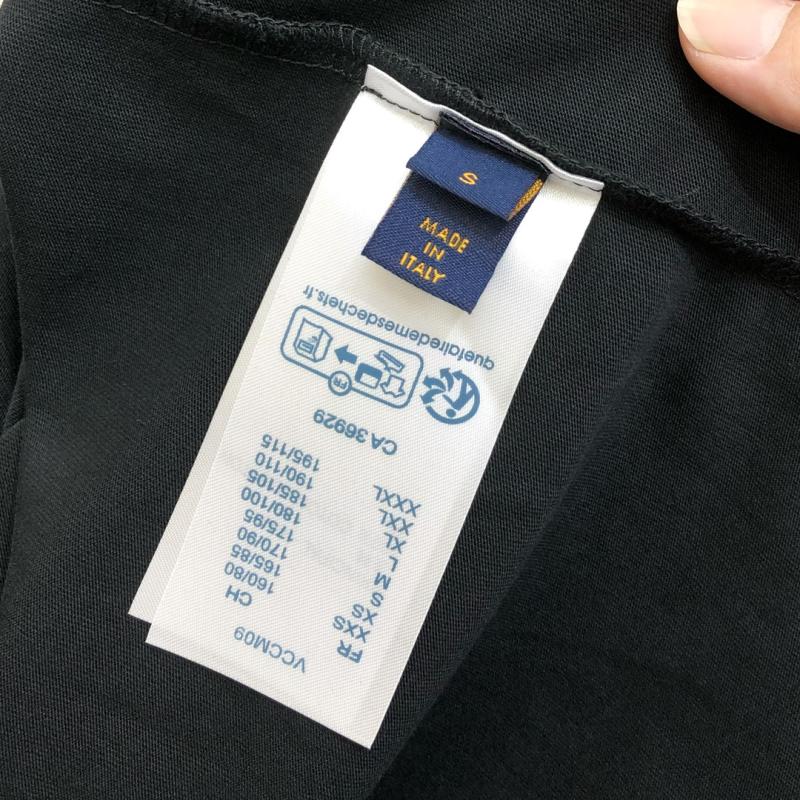 S
MADE
IN
ITALY
VCCM09
FR CH
XXS 160/80
XS 165/85
S 170/90
M 175/95
L 180/100
XL 185/105
XXL 190/110
XXXL 195/115
CA 36929
FR
quefairedemesdechets.fr